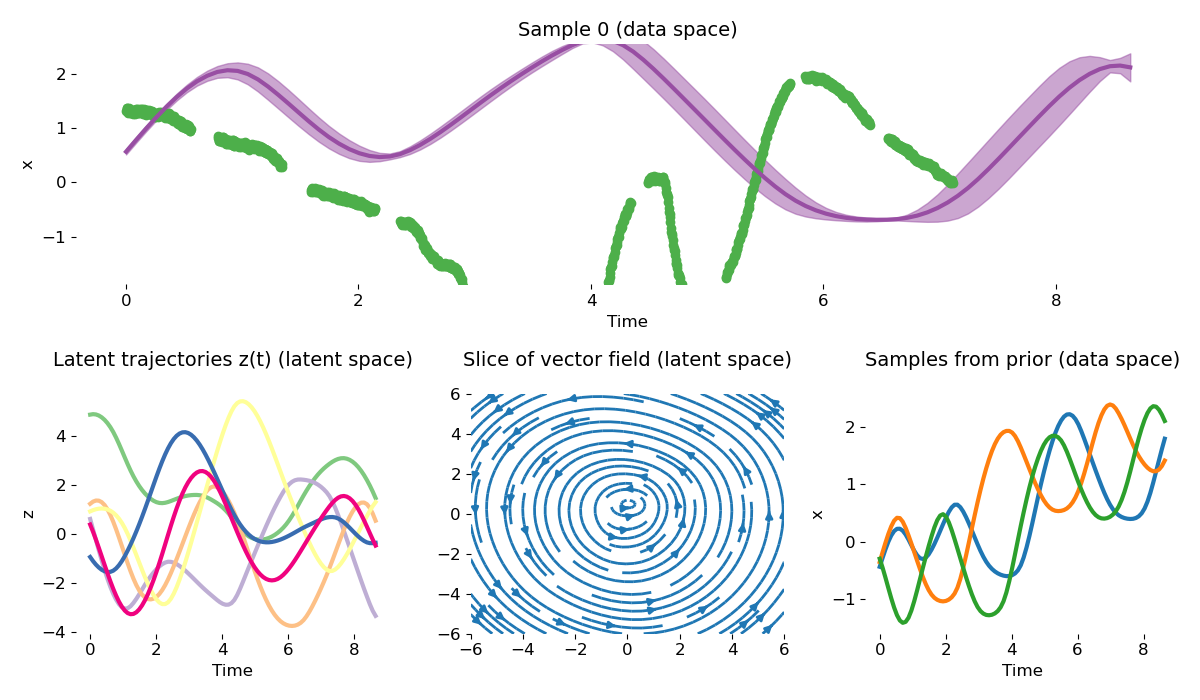 Sample 0 (data space)
x
2
1
0
−1
0 2 4 6 8
Time
Latent trajectories z(t) (latent space)
z
4
2
0
−2
−4
0 2 4 6 8
Time
Slice of vector field (latent space)
6
4
2
0
−2
−4
−6
−6 −4 −2 0 2 4 6
Samples from prior (data space)
x
2
1
0
−1
0 2 4 6 8
Time